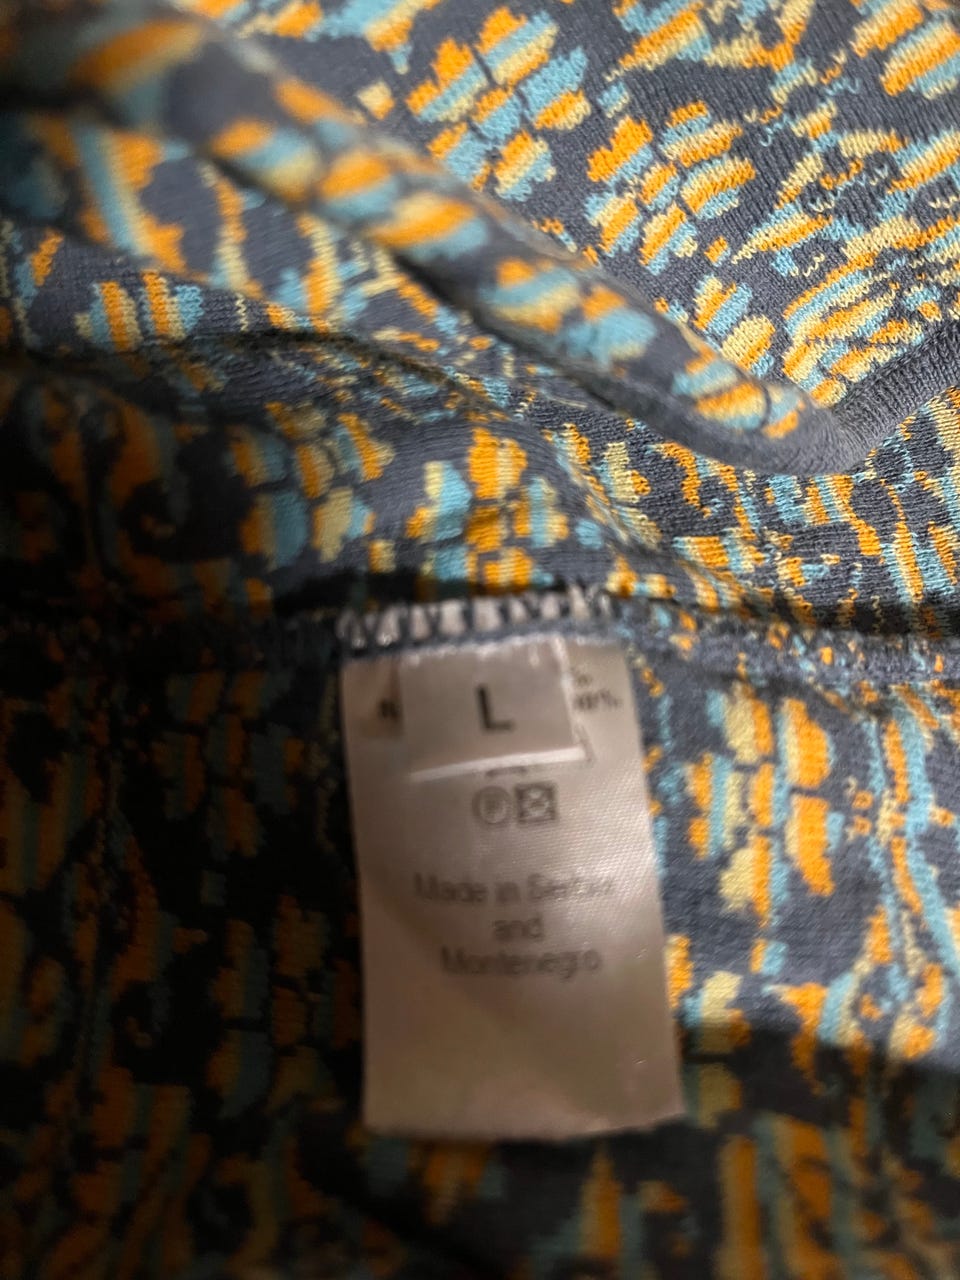 L
Made in Serbia
and
Montenegro